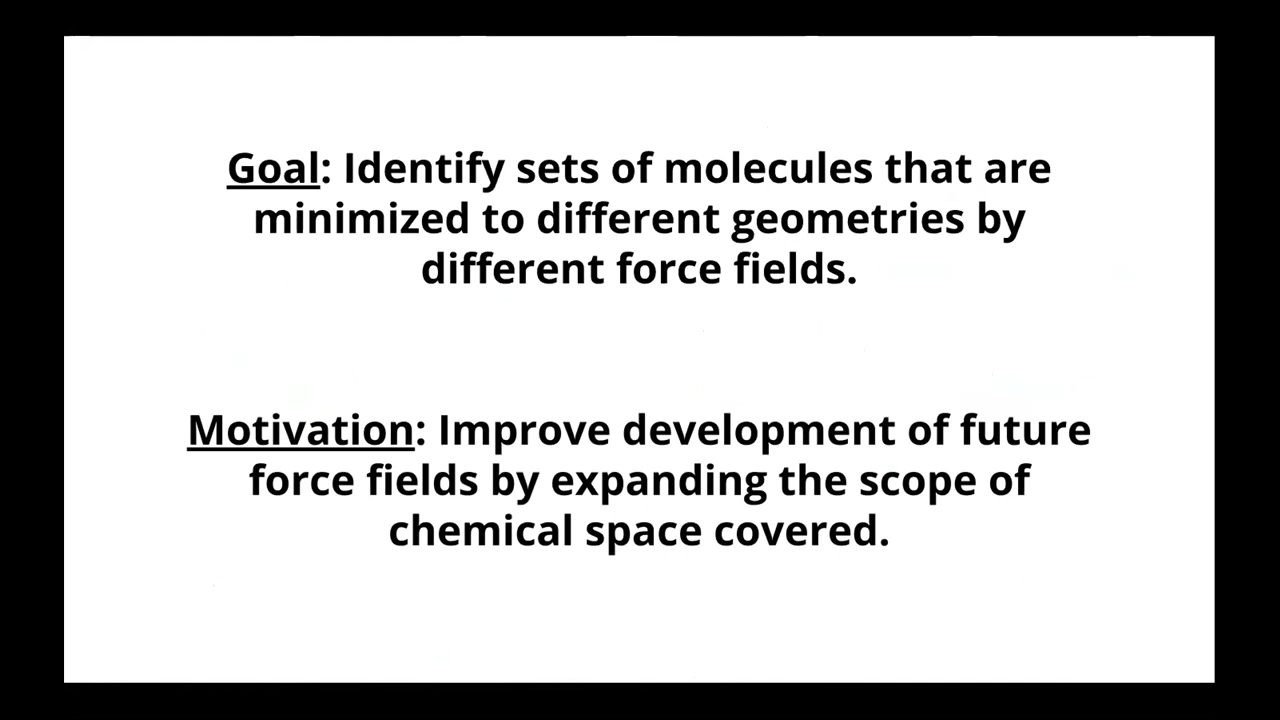 Goal: Identify sets of molecules that are
minimized to different geometries by
different force fields.
Motivation: Improve development of future
force fields by expanding the scope of
chemical space covered.